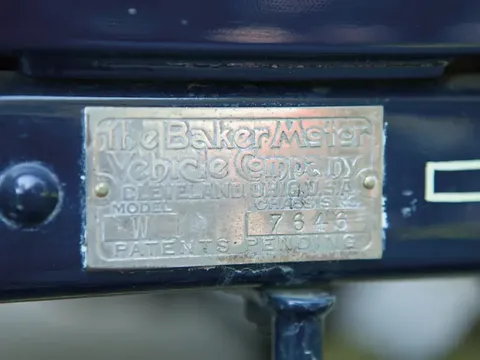 The Baker Motor
Vehicle Company
CLEVELAND, OHIO, U.S.A.
MODEL CHASSIS No.
W 7646
PATENTS PENDING